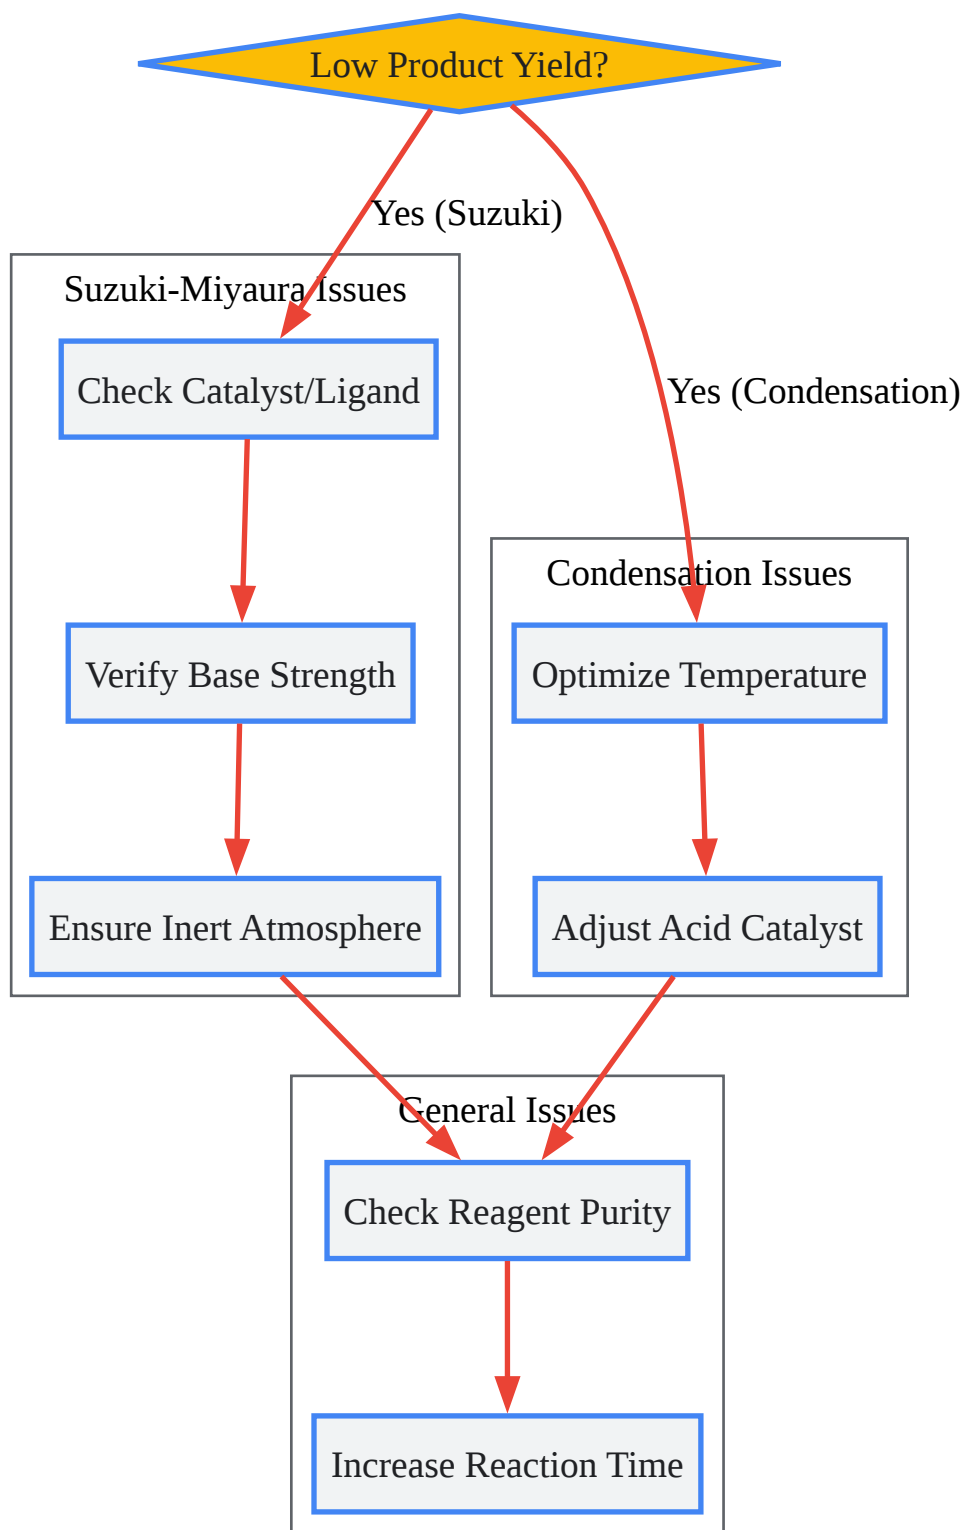 Low Product Yield?
Yes (Suzuki)
Suzuki-Miyaura Issues
Check Catalyst/Ligand
Yes (Condensation)
Condensation Issues
Verify Base Strength
Optimize Temperature
Ensure Inert Atmosphere
Adjust Acid Catalyst
General Issues
Check Reagent Purity
Increase Reaction Time